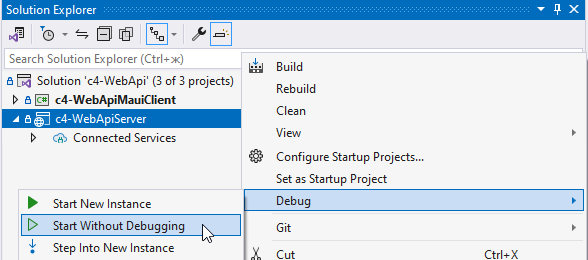 Solution Explorer
Search Solution Explorer (Ctrl+ж)
Solution 'c4-WebApi' (3 of 3 projects)
C# c4-WebApiMauiClient
c4-WebApiServer
Connected Services
Build
Rebuild
Clean
View
Configure Startup Projects...
Set as Startup Project
Debug
Git
Cut Ctrl+X
Start New Instance
Start Without Debugging
Step Into New Instance